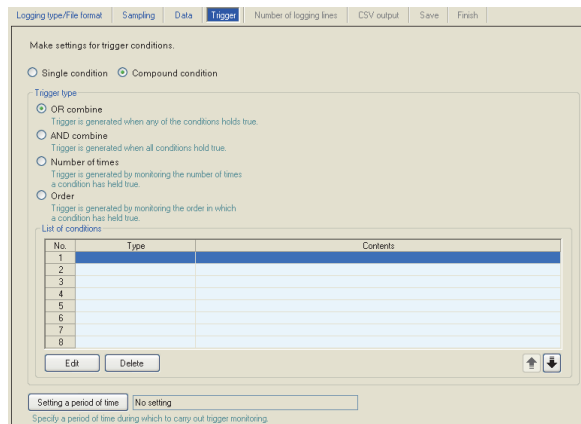 Logging type/File format Sampling Data Trigger Number of logging lines CSV output Save Finish
Make settings for trigger conditions.
Single condition Compound condition
Trigger type
OR combine
Trigger is generated when any of the conditions holds true.
AND combine
Trigger is generated when all conditions hold true.
Number of times
Trigger is generated by monitoring the number of times
a condition has held true.
Order
Trigger is generated by monitoring the order in which
a condition has held true.
List of conditions
No. Type Contents
1
2
3
4
5
6
7
8
Edit Delete
Setting a period of time No setting
Specify a period of time during which to carry out trigger monitoring.